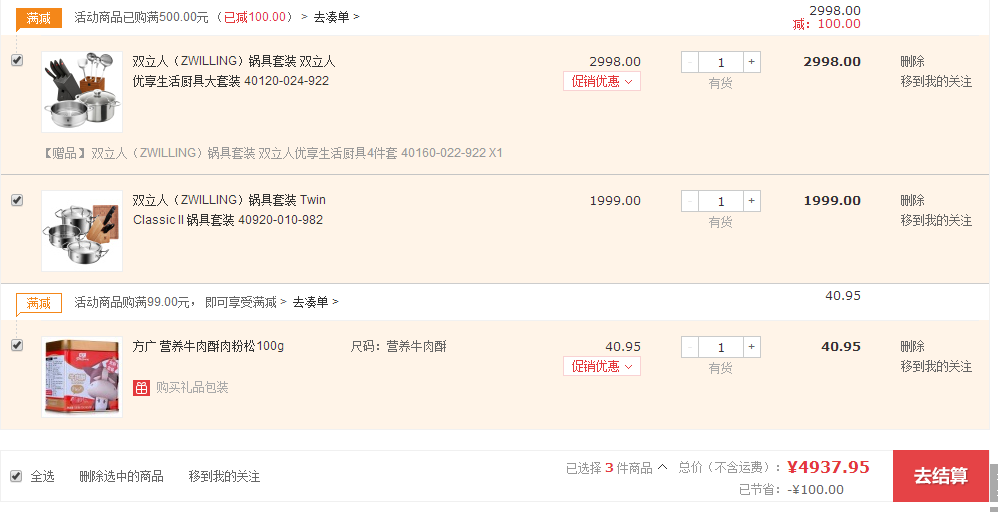 满减 活动商品已购满500.00元 （已减100.00） > 去凑单 > 2998.00
减：100.00
双立人（ZWILLING）锅具套装 双立人 2998.00 - 1 + 2998.00 删除
优享生活厨具大套装 40120-024-922 促销优惠 有货 移到我的关注
【赠品】双立人（ZWILLING）锅具套装 双立人优享生活厨具4件套 40160-022-922 X1
双立人（ZWILLING）锅具套装 Twin 1999.00 - 1 + 1999.00 删除
Classic II 锅具套装 40920-010-982 有货 移到我的关注
满减 活动商品购满99.00元， 即可享受满减 > 去凑单 > 40.95
方广 营养牛肉酥肉粉松100g 尺码：营养牛肉酥 40.95 - 1 + 40.95 删除
促销优惠 有货 移到我的关注
购买礼品包装
全选 删除选中的商品 移到我的关注 已选择 3 件商品 总价（不含运费）： ¥4937.95 去结算
已节省： -¥100.00